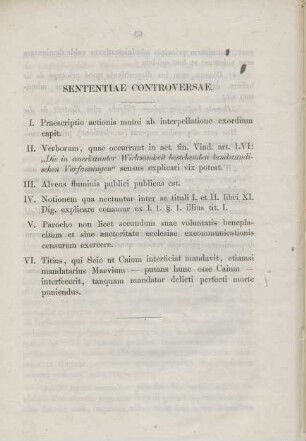 SENTENTIAE CONTROVERSAE.
I. Praescriptio actionis mutui ab interpellatione exordium
capit.
II. Verborum, quae occurrunt in act. fin. Vind. art. LVI:
„Die in anerkannter Wirksamkeit bestehenden landständi-
schen Verfassungen" sensus explicari vix potest.
III. Alveus fluminis publici publicus est.
IV. Notionem qua nectuntur inter se tituli I. et II. libri XI.
Dig. explicare conamur ex l. 1. §. 1. illius tit. I.
V. Parocho non licet secundum suae voluntatis beneplac-
citum et sine auctoritate ecclesiae excommunicationis
censuram exercere.
VI. Titius, qui Seio ut Caium interficiat mandavit, etiamsi
mandatarius Maevium — putans hunc esse Caium —
interfecerit, tanquam mandator delicti perfecti morte
puniendus.